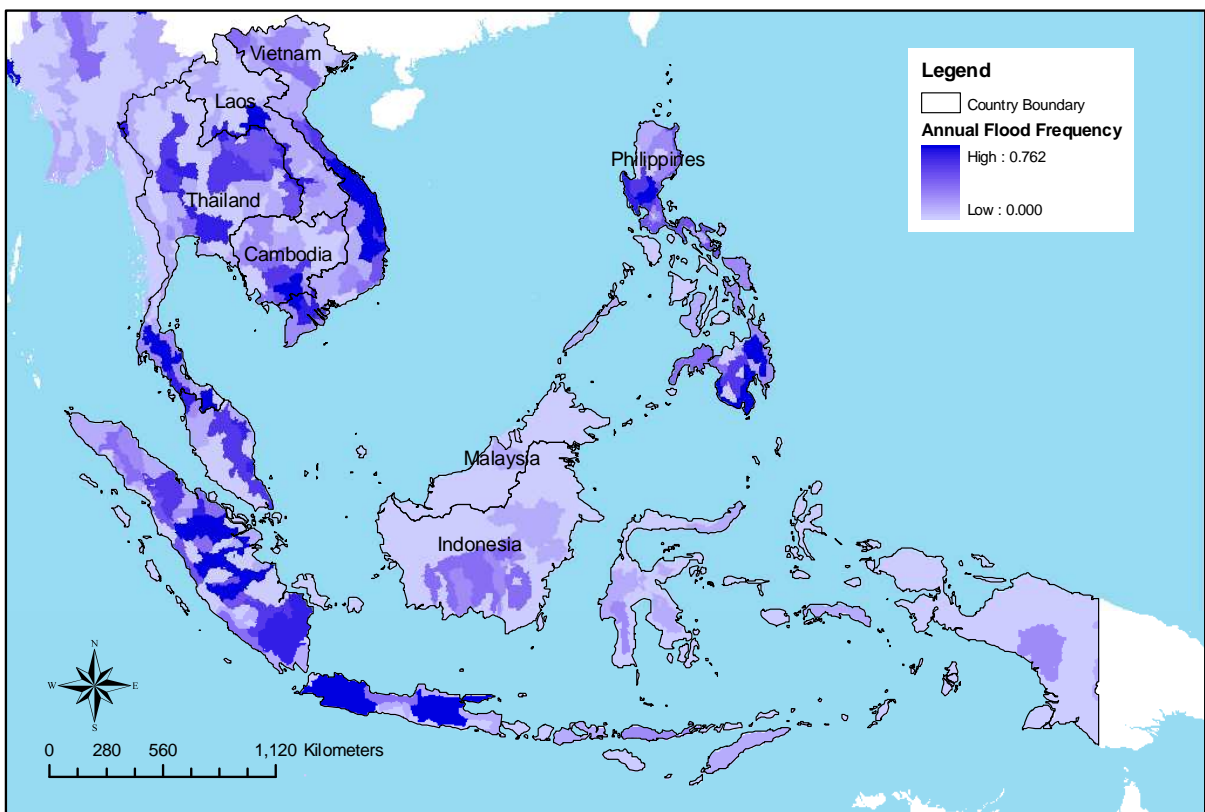 Vietnam
Laos
Thailand
Cambodia
Philippines
Malaysia
Indonesia
Legend
Country Boundary
Annual Flood Frequency
High : 0.762
Low : 0.000
N
W E
S
0 280 560 1,120 Kilometers